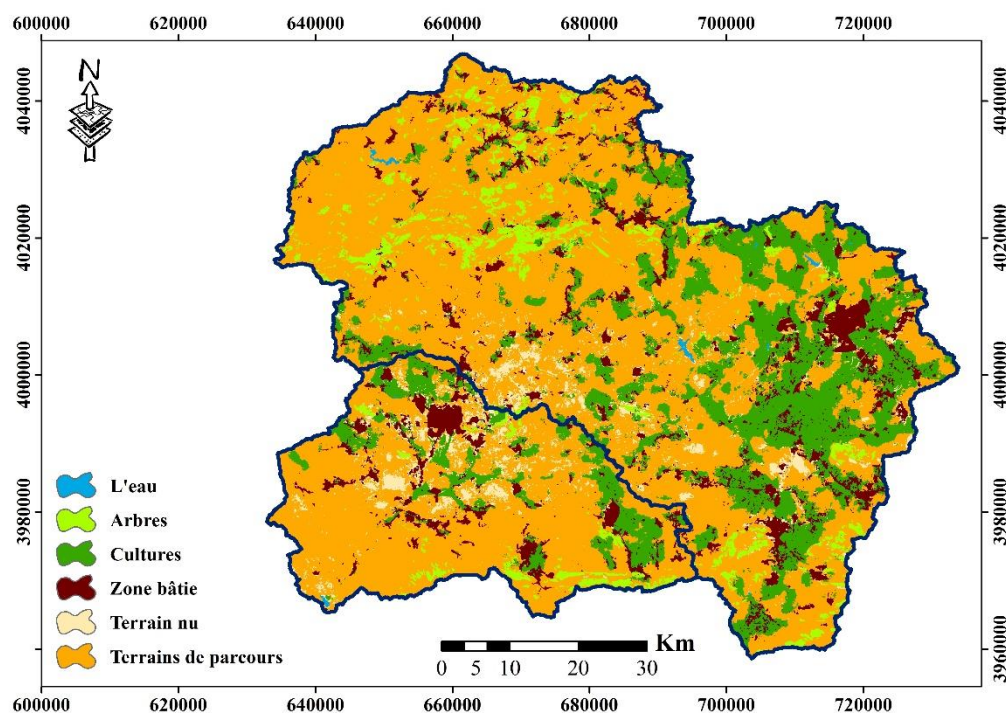 600000 620000 640000 660000 680000 700000 720000
N
4040000 4040000
4020000 4020000
4000000 4000000
3980000 3980000
3960000 3960000
L'eau
Arbres
Cultures
Zone bâtie
Terrain nu
Terrains de parcours
Km
0 5 10 20 30
600000 620000 640000 660000 680000 700000 720000